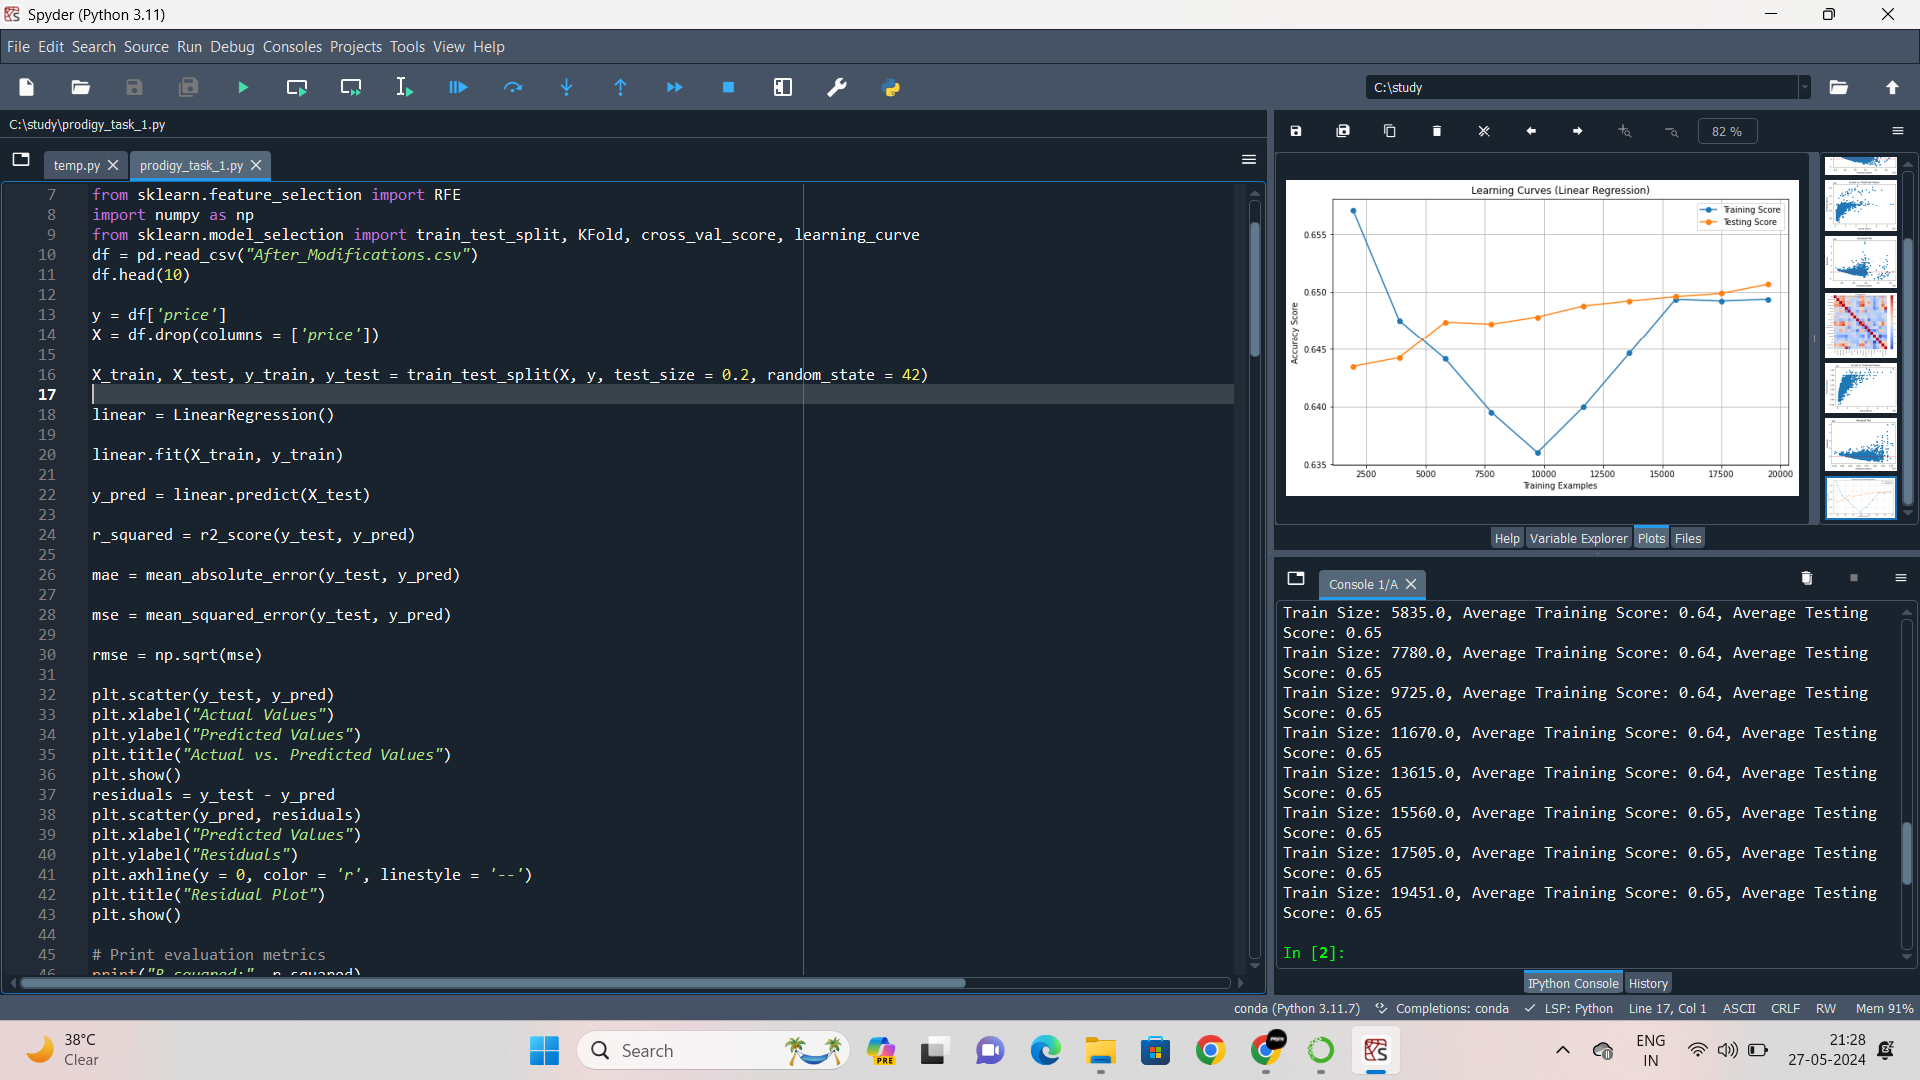 Spyder (Python 3.11)
File Edit Search Source Run Debug Consoles Projects Tools View Help
C:\study
C:\study\prodigy_task_1.py
temp.py
prodigy_task_1.py
7 from sklearn.feature_selection import RFE
8 import numpy as np
9 from sklearn.model_selection import train_test_split, KFold, cross_val_score, learning_curve
10 df = pd.read_csv("After_Modifications.csv")
11 df.head(10)
12
13 y = df['price']
14 X = df.drop(columns = ['price'])
15
16 X_train, X_test, y_train, y_test = train_test_split(X, y, test_size = 0.2, random_state = 42)
17
18 linear = LinearRegression()
19
20 linear.fit(X_train, y_train)
21
22 y_pred = linear.predict(X_test)
23
24 r_squared = r2_score(y_test, y_pred)
25
26 mae = mean_absolute_error(y_test, y_pred)
27
28 mse = mean_squared_error(y_test, y_pred)
29
30 rmse = np.sqrt(mse)
31
32 plt.scatter(y_test, y_pred)
33 plt.xlabel("Actual Values")
34 plt.ylabel("Predicted Values")
35 plt.title("Actual vs. Predicted Values")
36 plt.show()
37 residuals = y_test - y_pred
38 plt.scatter(y_pred, residuals)
39 plt.xlabel("Predicted Values")
40 plt.ylabel("Residuals")
41 plt.axhline(y = 0, color = 'r', linestyle = '--')
42 plt.title("Residual Plot")
43 plt.show()
44
45 # Print evaluation metrics
46 print("R-squared:", r_squared)
82 %
Learning Curves (Linear Regression)
Training Score
Testing Score
0.655
0.650
0.645
0.640
0.635
Accuracy Score
2500 5000 7500 10000 12500 15000 17500 20000
Training Examples
Help Variable Explorer Plots Files
Console 1/A
Train Size: 5835.0, Average Training Score: 0.64, Average Testing
Score: 0.65
Train Size: 7780.0, Average Training Score: 0.64, Average Testing
Score: 0.65
Train Size: 9725.0, Average Training Score: 0.64, Average Testing
Score: 0.65
Train Size: 11670.0, Average Training Score: 0.64, Average Testing
Score: 0.65
Train Size: 13615.0, Average Training Score: 0.64, Average Testing
Score: 0.65
Train Size: 15560.0, Average Training Score: 0.65, Average Testing
Score: 0.65
Train Size: 17505.0, Average Training Score: 0.65, Average Testing
Score: 0.65
Train Size: 19451.0, Average Training Score: 0.65, Average Testing
Score: 0.65
In [2]:
IPython Console History
conda (Python 3.11.7) Completions: conda LSP: Python Line 17, Col 1 ASCII CRLF RW Mem 91%
38°C
Clear
Search
PRE
ENG
IN
21:28
27-05-2024